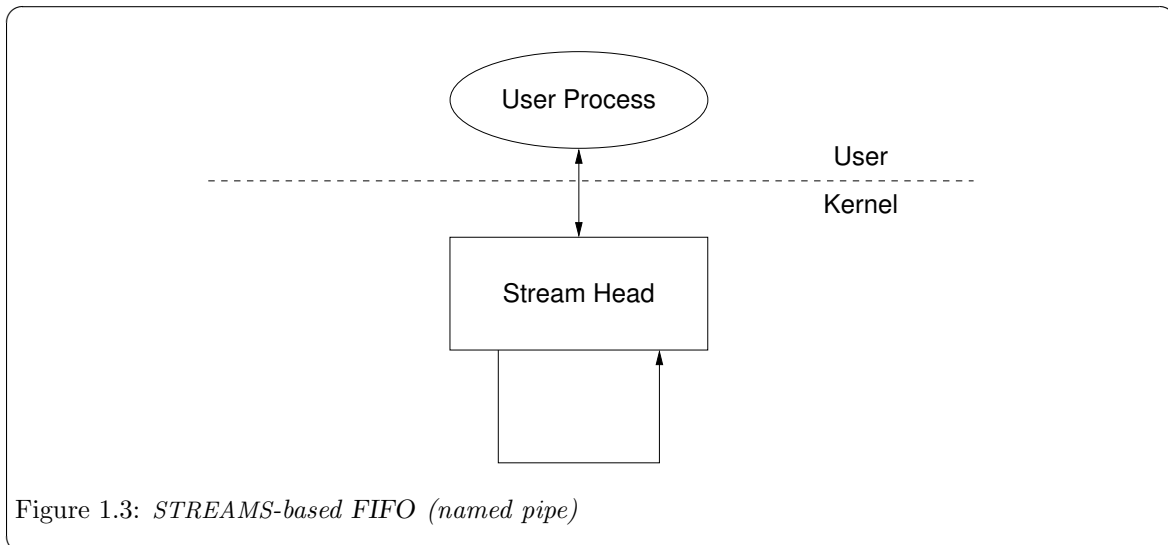 User Process
User
Kernel
Stream Head
Figure 1.3: STREAMS-based FIFO (named pipe)